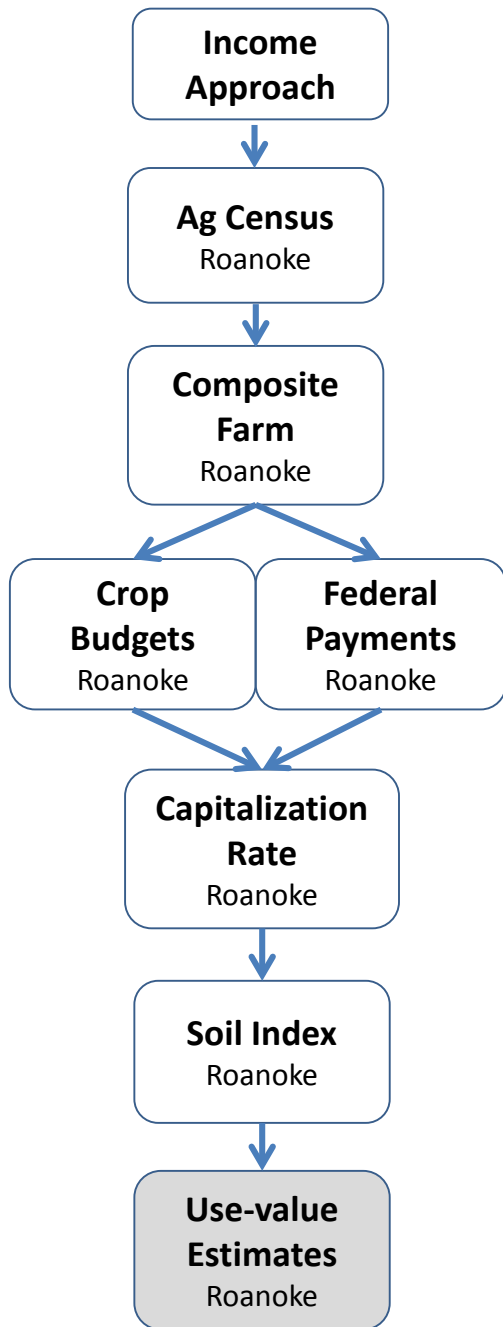 Income
Approach
Ag Census
Roanoke
Composite
Farm
Roanoke
Crop
Budgets
Roanoke
Federal
Payments
Roanoke
Capitalization
Rate
Roanoke
Soil Index
Roanoke
Use-value
Estimates
Roanoke